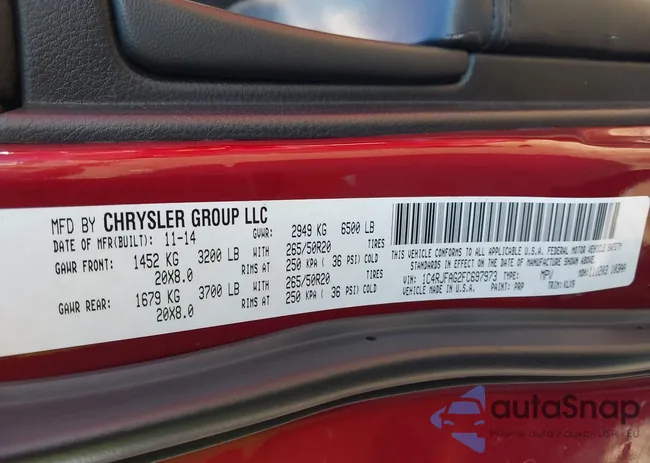 MFD BY CHRYSLER GROUP LLC
DATE OF MFR(BUILT): 11-14 GVWR: 2949 KG 6500 LB
GAWR FRONT: 1452 KG 3200 LB WITH 265/50R20 TIRES
20X8.0 RIMS AT 250 KPA ( 36 PSI) COLD
GAWR REAR: 1679 KG 3700 LB WITH 265/50R20 TIRES
20X8.0 RIMS AT 250 KPA ( 36 PSI) COLD
THIS VEHICLE CONFORMS TO ALL APPLICABLE U.S.A. FEDERAL MOTOR VEHICLE SAFETY
STANDARDS IN EFFECT ON THE DATE OF MANUFACTURE SHOWN ABOVE.
VIN: 1C4RJFAG2FC697973 TYPE: MPV MDH:
VEHICLE MADE IN U.S.A. PAINT: PRP TRIM:
autoSnap